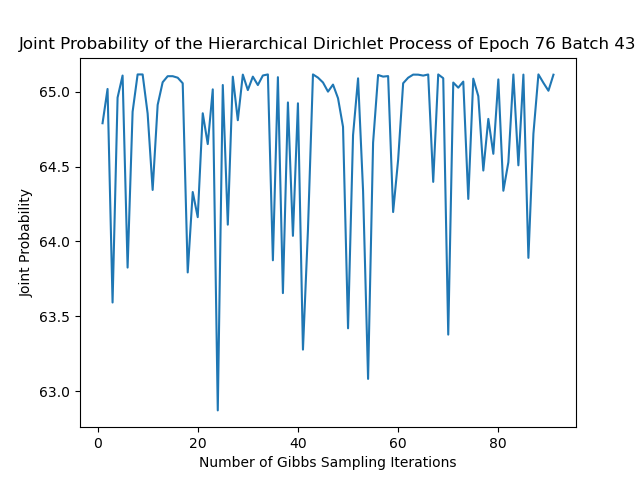 Joint Probability of the Hierarchical Dirichlet Process of Epoch 76 Batch 43
65.0
64.5
64.0
63.5
63.0
Joint Probability
0 20 40 60 80
Number of Gibbs Sampling Iterations